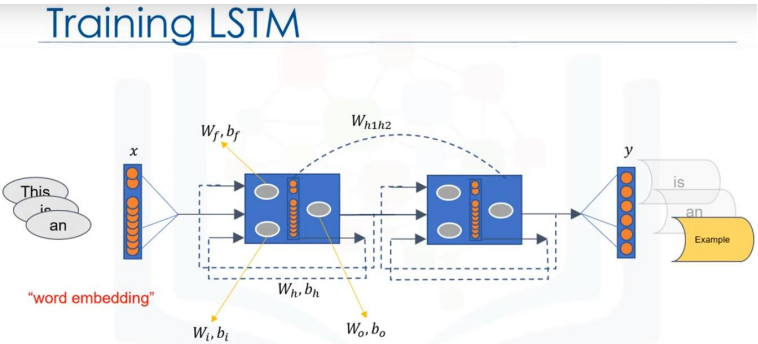 Training LSTM
W_f, b_f
W_h1h2
x
y
This
is
an
is
an
Example
"word embedding"
W_h, b_h
W_i, b_i
W_o, b_o